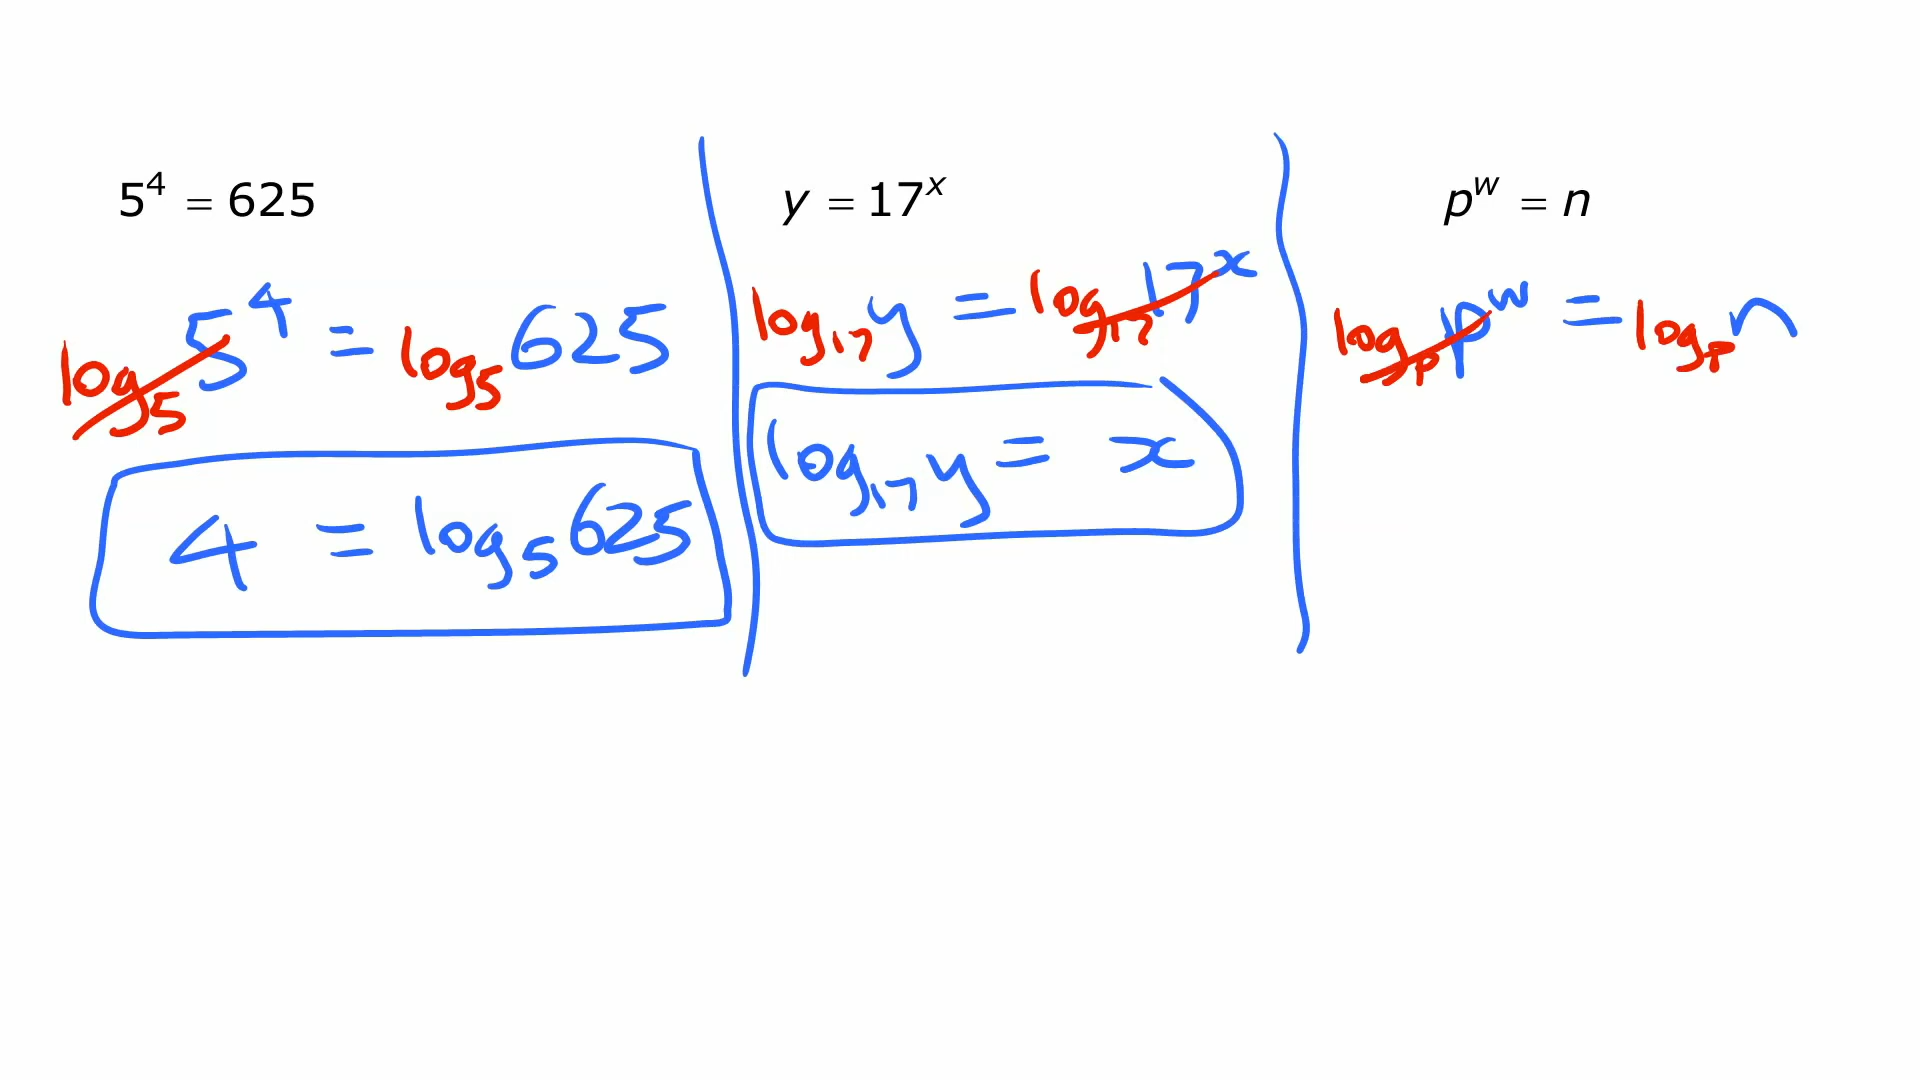 5⁴ = 625
log₅ 5⁴ = log₅ 625
4 = log₅ 625
y = 17ˣ
log₁₇ y = log₁₇ 17ˣ
log₁₇ y = x
pʷ = n
logₚ pʷ = logₚ n